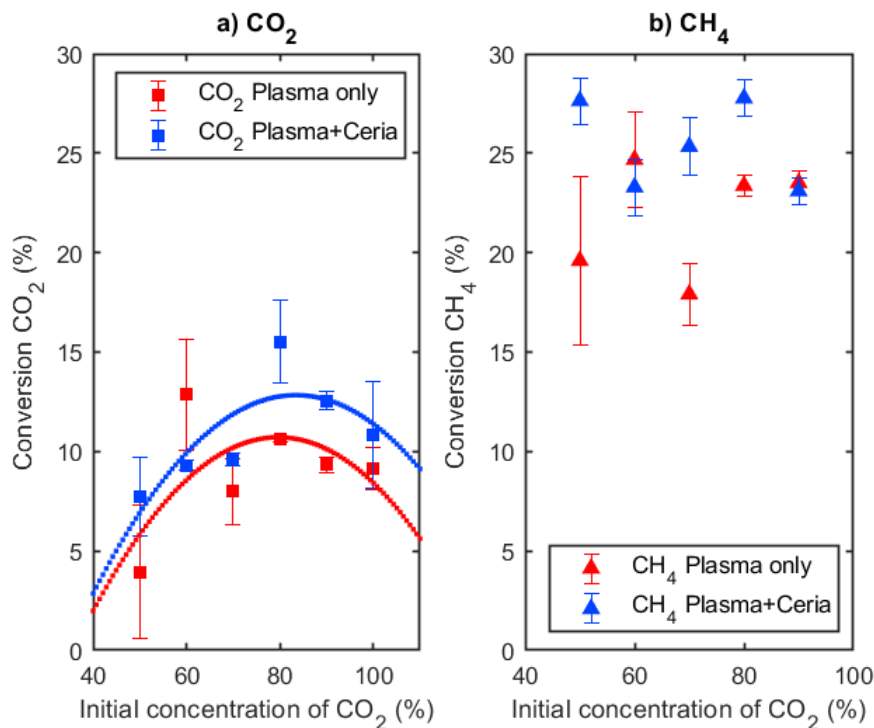 a) CO2
30
25
20
15
10
5
0
40
60
80
100
Conversion CO2 (%)
Initial concentration of CO2 (%)
CO2 Plasma only
CO2 Plasma+Ceria
b) CH4
30
25
20
15
10
5
0
40
60
80
100
Conversion CH4 (%)
Initial concentration of CO2 (%)
CH4 Plasma only
CH4 Plasma+Ceria